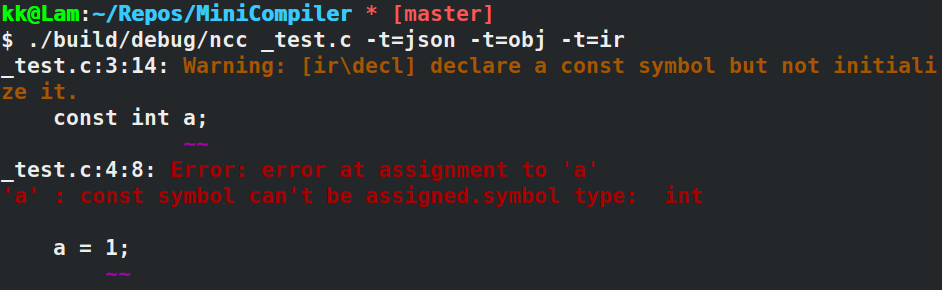 kk@Lam:~/Repos/MiniCompiler * [master]
$ ./build/debug/ncc _test.c -t=json -t=obj -t=ir
_test.c:3:14: Warning: [ir\decl] declare a const symbol but not initiali
ze it.
    const int a;
              ~~
_test.c:4:8: Error: error at assignment to 'a'
'a' : const symbol can't be assigned.symbol type:  int

    a = 1;
        ~~